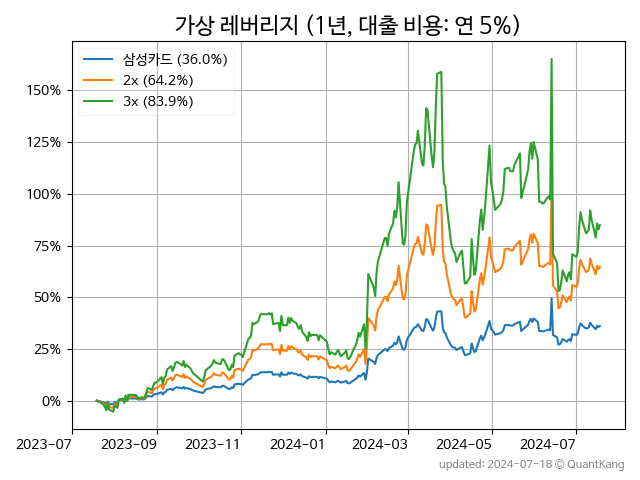 가상 레버리지 (1년, 대출 비용: 연 5%)
삼성카드 (36.0%)
2x (64.2%)
3x (83.9%)
150%
125%
100%
75%
50%
25%
0%
2023-07
2023-09
2023-11
2024-01
2024-03
2024-05
2024-07
updated: 2024-07-18 © QuantKang